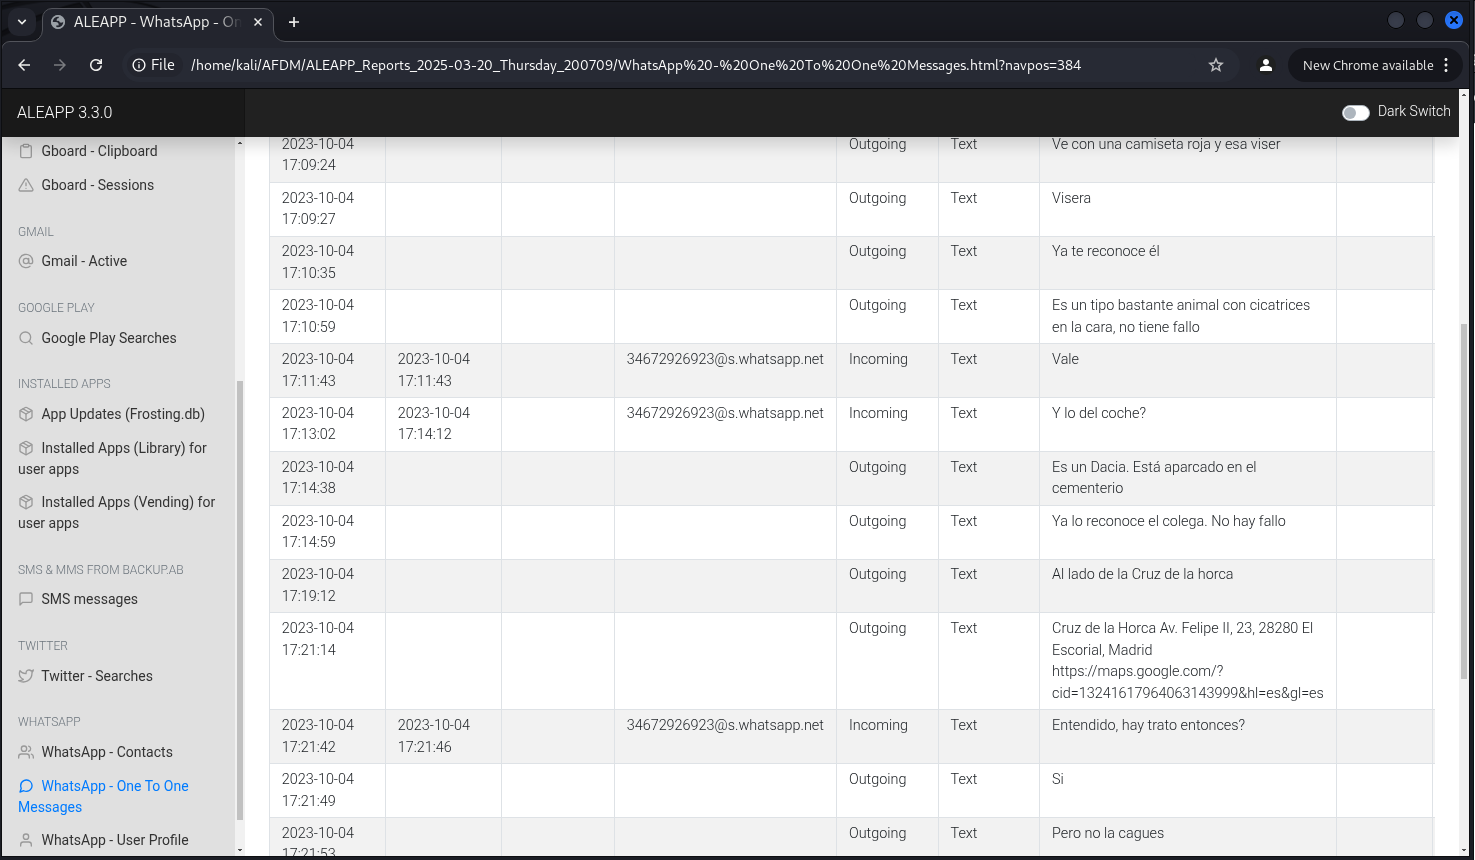 ALEAPP - WhatsApp - On
File
/home/kali/AFDM/ALEAPP_Reports_2025-03-20_Thursday_200709/WhatsApp%20-%20One%20To%20One%20Messages.html?navpos=384
New Chrome available
ALEAPP 3.3.0
Dark Switch
Gboard - Clipboard
Gboard - Sessions
GMAIL
Gmail - Active
GOOGLE PLAY
Google Play Searches
INSTALLED APPS
App Updates (Frosting.db)
Installed Apps (Library) for
user apps
Installed Apps (Vending) for
user apps
SMS & MMS FROM BACKUP.AB
SMS messages
TWITTER
Twitter - Searches
WHATSAPP
WhatsApp - Contacts
WhatsApp - One To One
Messages
WhatsApp - User Profile
2023-10-04 Outgoing Text Ve con una camiseta roja y esa viser
17:09:24
2023-10-04 Outgoing Text Visera
17:09:27
2023-10-04 Outgoing Text Ya te reconoce él
17:10:35
2023-10-04 Outgoing Text Es un tipo bastante animal con cicatrices
17:10:59 en la cara, no tiene fallo
2023-10-04 2023-10-04 34672926923@s.whatsapp.net Incoming Text Vale
17:11:43 17:11:43
2023-10-04 2023-10-04 34672926923@s.whatsapp.net Incoming Text Y lo del coche?
17:13:02 17:14:12
2023-10-04 Outgoing Text Es un Dacia. Está aparcado en el
17:14:38 cementerio
2023-10-04 Outgoing Text Ya lo reconoce el colega. No hay fallo
17:14:59
2023-10-04 Outgoing Text Al lado de la Cruz de la horca
17:19:12
2023-10-04 Outgoing Text Cruz de la Horca Av. Felipe II, 23, 28280 El
17:21:14 Escorial, Madrid
https://maps.google.com/?
cid=13241617964063143999&hl=es&gl=es
2023-10-04 2023-10-04 34672926923@s.whatsapp.net Incoming Text Entendido, hay trato entonces?
17:21:42 17:21:46
2023-10-04 Outgoing Text Si
17:21:49
2023-10-04 Outgoing Text Pero no la cagues
17:21:53